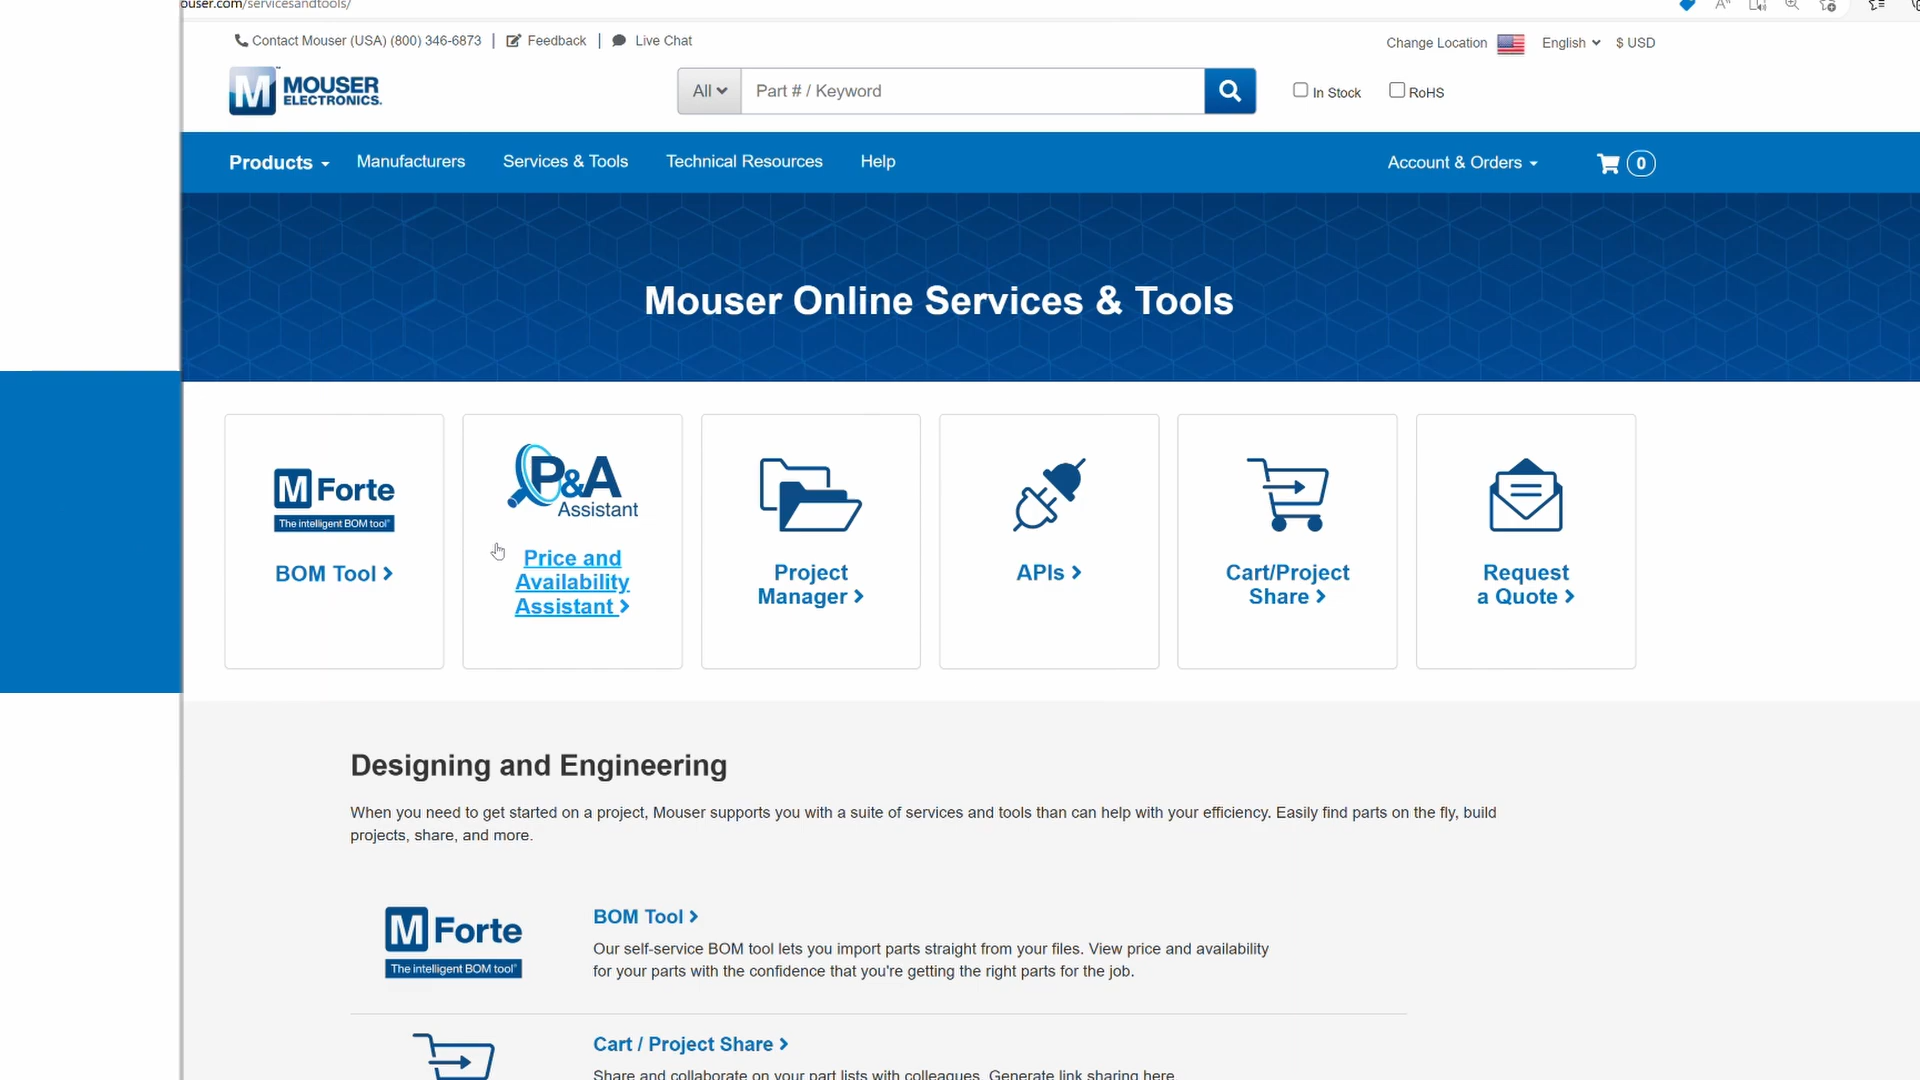 ouser.com/servicesandtools/
Contact Mouser (USA) (800) 346-6873 | Feedback | Live Chat
Change Location English $ USD
M MOUSER
ELECTRONICS.
All Part # / Keyword
In Stock RoHS
Products Manufacturers Services & Tools Technical Resources Help
Account & Orders 0
Mouser Online Services & Tools
M Forte
The intelligent BOM tool
BOM Tool
P&A
Assistant
Price and
Availability
Assistant
Project
Manager
APIs
Cart/Project
Share
Request
a Quote
Designing and Engineering
When you need to get started on a project, Mouser supports you with a suite of services and tools than can help with your efficiency. Easily find parts on the fly, build
projects, share, and more.
M Forte
The intelligent BOM tool
BOM Tool
Our self-service BOM tool lets you import parts straight from your files. View price and availability
for your parts with the confidence that you're getting the right parts for the job.
Cart / Project Share
Share and collaborate on your part lists with colleagues. Generate link sharing here.